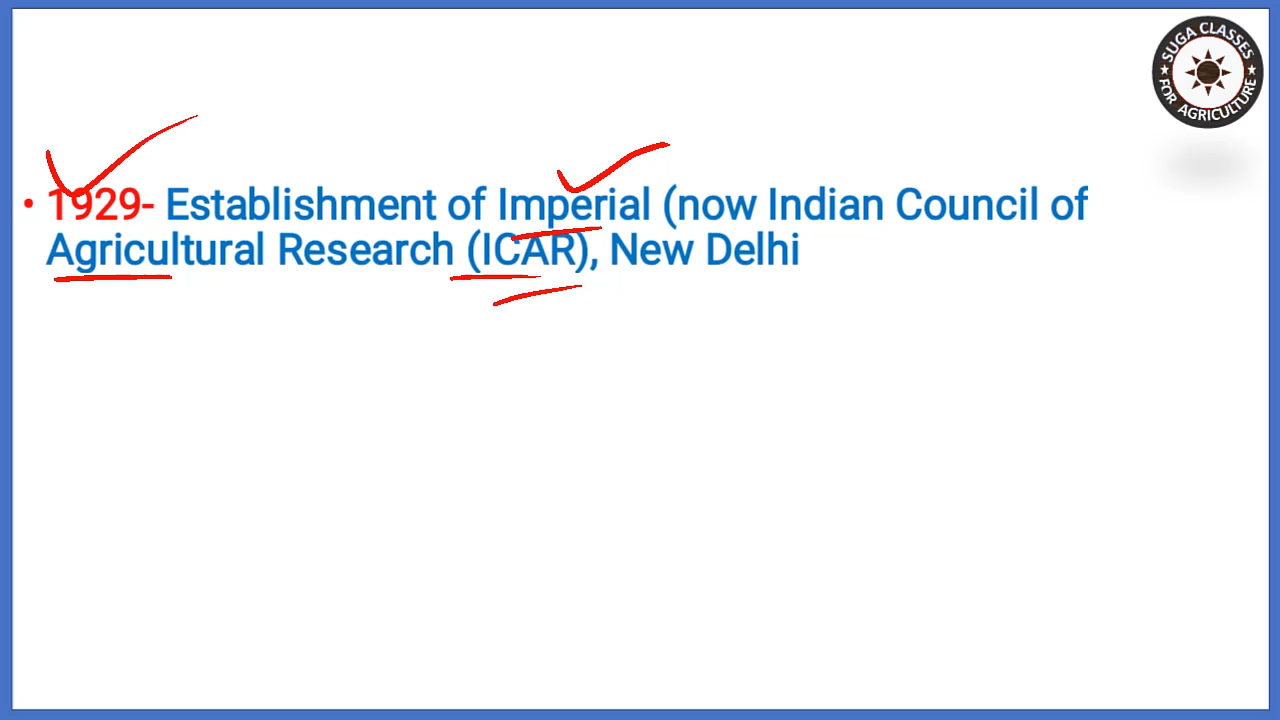 SUGA CLASSES
FOR AGRICULTURE
• 1929- Establishment of Imperial (now Indian Council of
Agricultural Research (ICAR), New Delhi